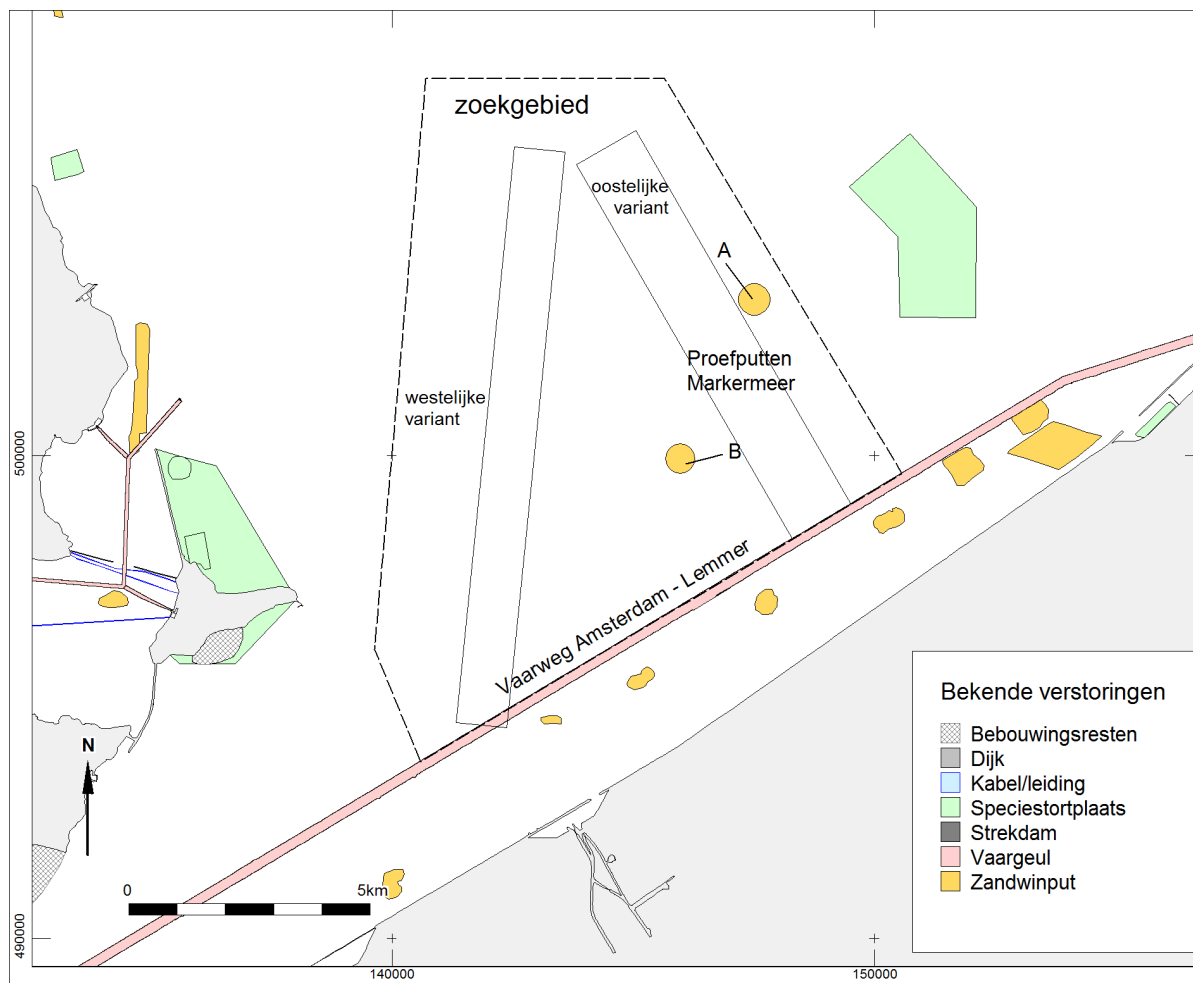 zoekgebied
oostelijke
variant
A
Proefputten
Markermeer
westelijke
variant
B
500000
Vaarweg Amsterdam - Lemmer
N
0
5km
490000
140000
150000
Bekende verstoringen
Bebouwingsresten
Dijk
Kabel/leiding
Speciestortplaats
Strekdam
Vaargeul
Zandwinput